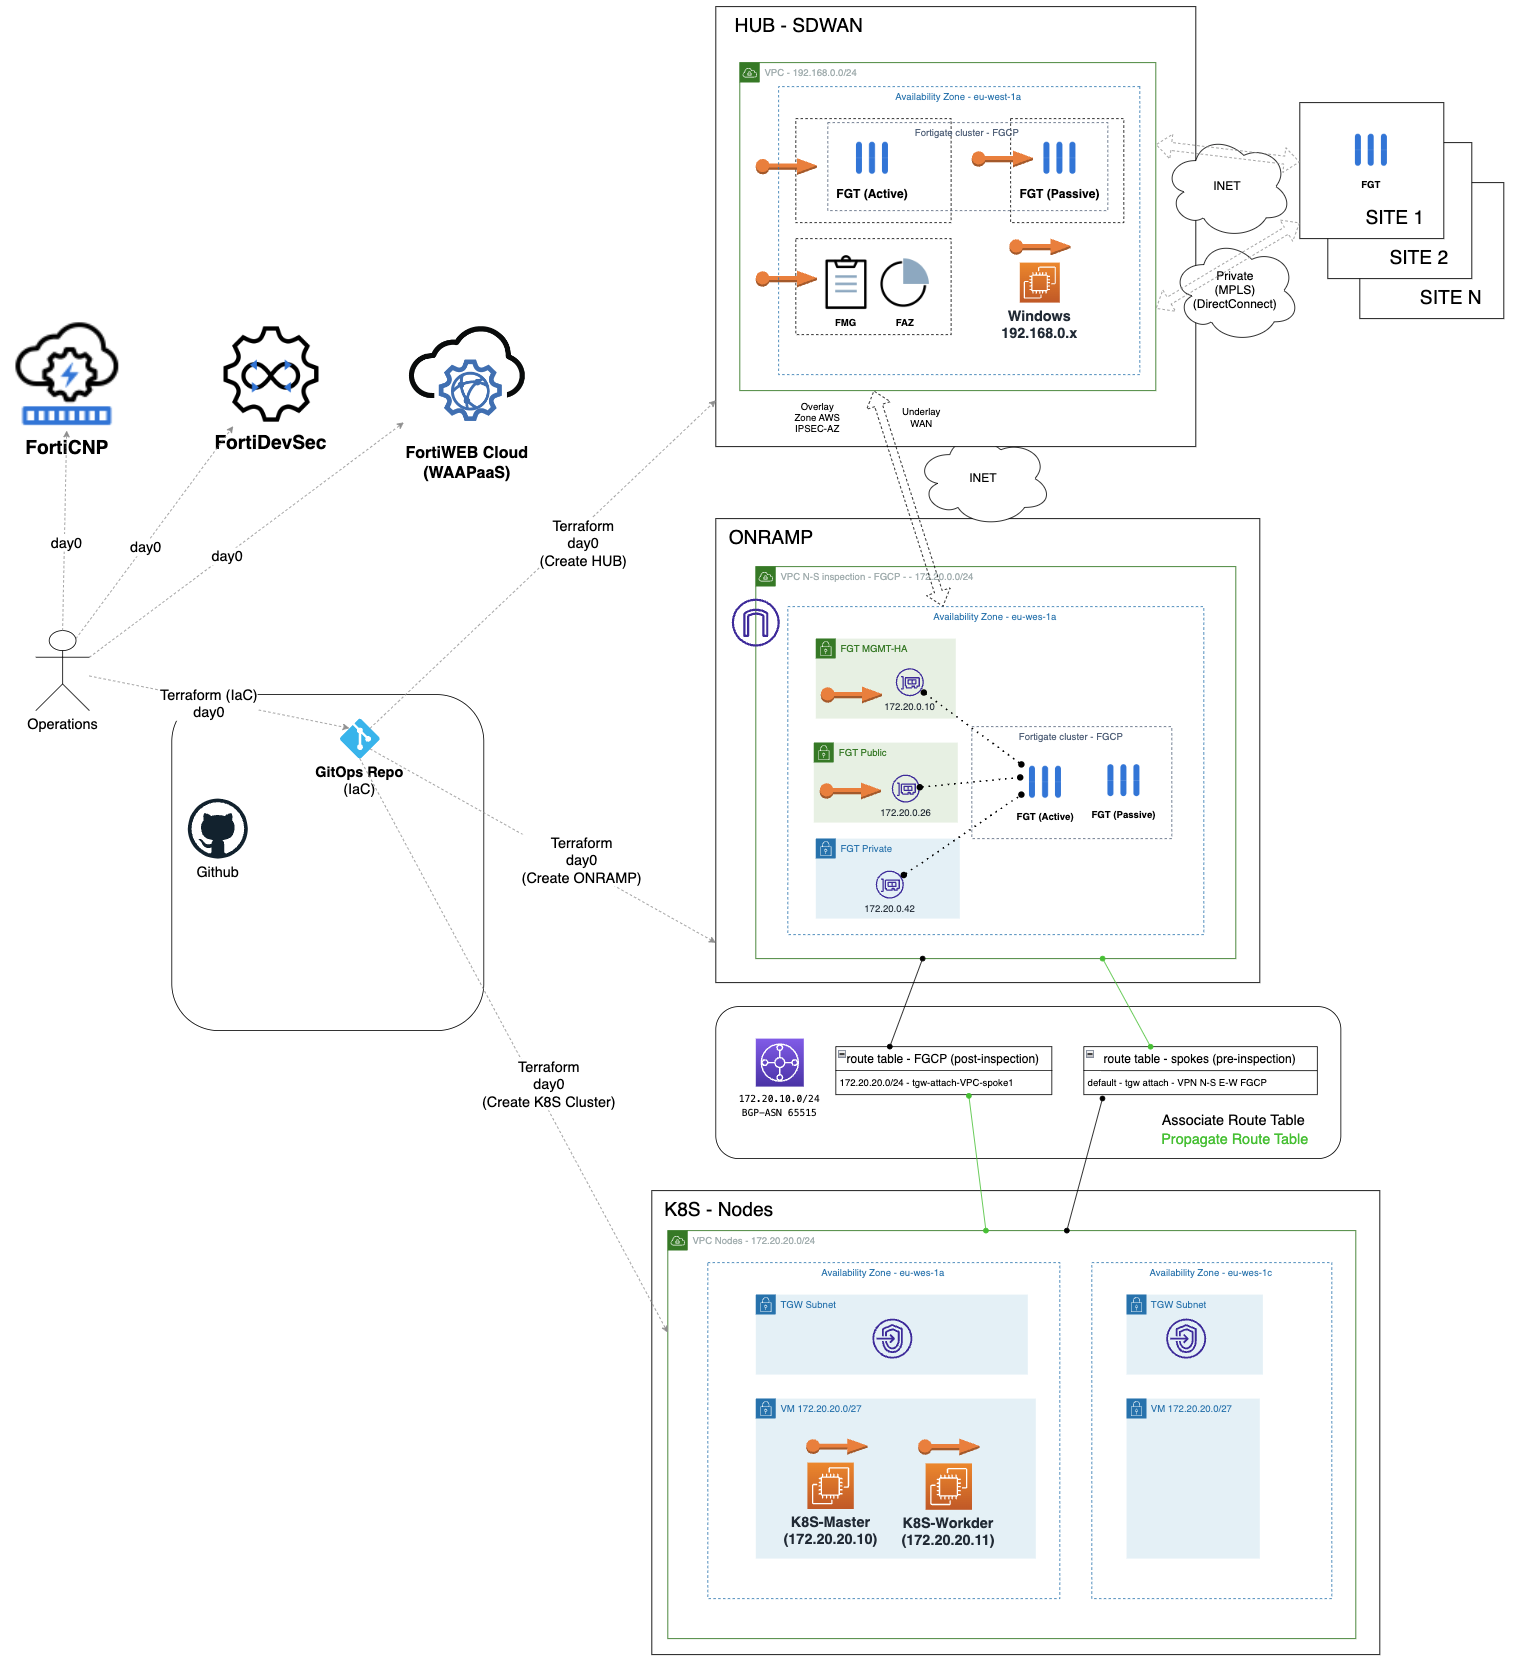 HUB - SDWAN
VPC - 192.168.0.0/24
Availability Zone - eu-west-1a
Fortigate cluster - FGCP
FGT (Active)
FGT (Passive)
FMG
FAZ
Windows
192.168.0.x
INET
Private
(MPLS)
(DirectConnect)
FGT
SITE 1
SITE 2
SITE N
Overlay
Zone AWS
IPSEC-AZ
Underlay
WAN
INET
FortiCNP
FortiDevSec
FortiWEB Cloud
(WAAPaaS)
day0
day0
day0
Operations
Terraform (IaC)
day0
GitOps Repo
(IaC)
Github
Terraform
day0
(Create HUB)
Terraform
day0
(Create ONRAMP)
Terraform
day0
(Create K8S Cluster)
ONRAMP
VPC N-S inspection - FGCP - - 172.20.0.0/24
Availability Zone - eu-wes-1a
FGT MGMT-HA
172.20.0.10
FGT Public
172.20.0.26
FGT Private
172.20.0.42
Fortigate cluster - FGCP
FGT (Active)
FGT (Passive)
172.20.10.0/24
BGP-ASN 65515
route table - FGCP (post-inspection)
172.20.20.0/24 - tgw-attach-VPC-spoke1
route table - spokes (pre-inspection)
default - tgw attach - VPN N-S E-W FGCP
Associate Route Table
Propagate Route Table
K8S - Nodes
VPC Nodes - 172.20.20.0/24
Availability Zone - eu-wes-1a
TGW Subnet
VM 172.20.20.0/27
K8S-Master
(172.20.20.10)
K8S-Workder
(172.20.20.11)
Availability Zone - eu-wes-1c
TGW Subnet
VM 172.20.20.0/27